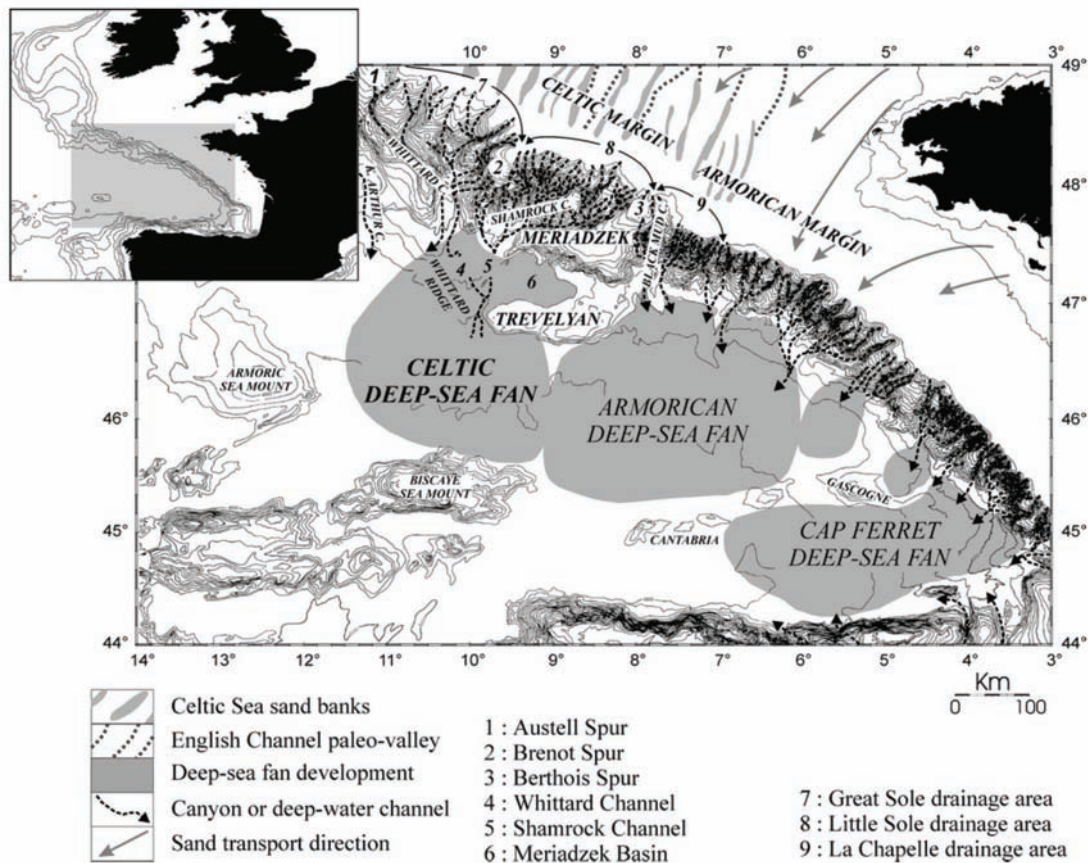 10° 9° 8° 7° 6° 5° 4° 3°
49°
1
7
CELTIC MARGIN
8
2
WHITTARD C.
K. ARTHUR C.
SHAMROCK C.
3
9
ARMORICAN MARGIN
48°
MERIADZEK
BLACK MUD C.
4
5
6
WHITTARD
RIDGE
TREVELYAN
47°
ARMORIC
SEA MOUNT
CELTIC
DEEP-SEA FAN
ARMORICAN
DEEP-SEA FAN
46° 46°
BISCAYE
SEA MOUNT
GASCOGNE
45° 45°
CANTABRIA
CAP FERRET
DEEP-SEA FAN
44° 44°
14° 13° 12° 11° 10° 9° 8° 7° 6° 5° 4° 3°
Km
0 100
Celtic Sea sand banks
English Channel paleo-valley
Deep-sea fan development
Canyon or deep-water channel
Sand transport direction
1 : Austell Spur
2 : Brenot Spur
3 : Berthois Spur
4 : Whittard Channel
5 : Shamrock Channel
6 : Meriadzek Basin
7 : Great Sole drainage area
8 : Little Sole drainage area
9 : La Chapelle drainage area